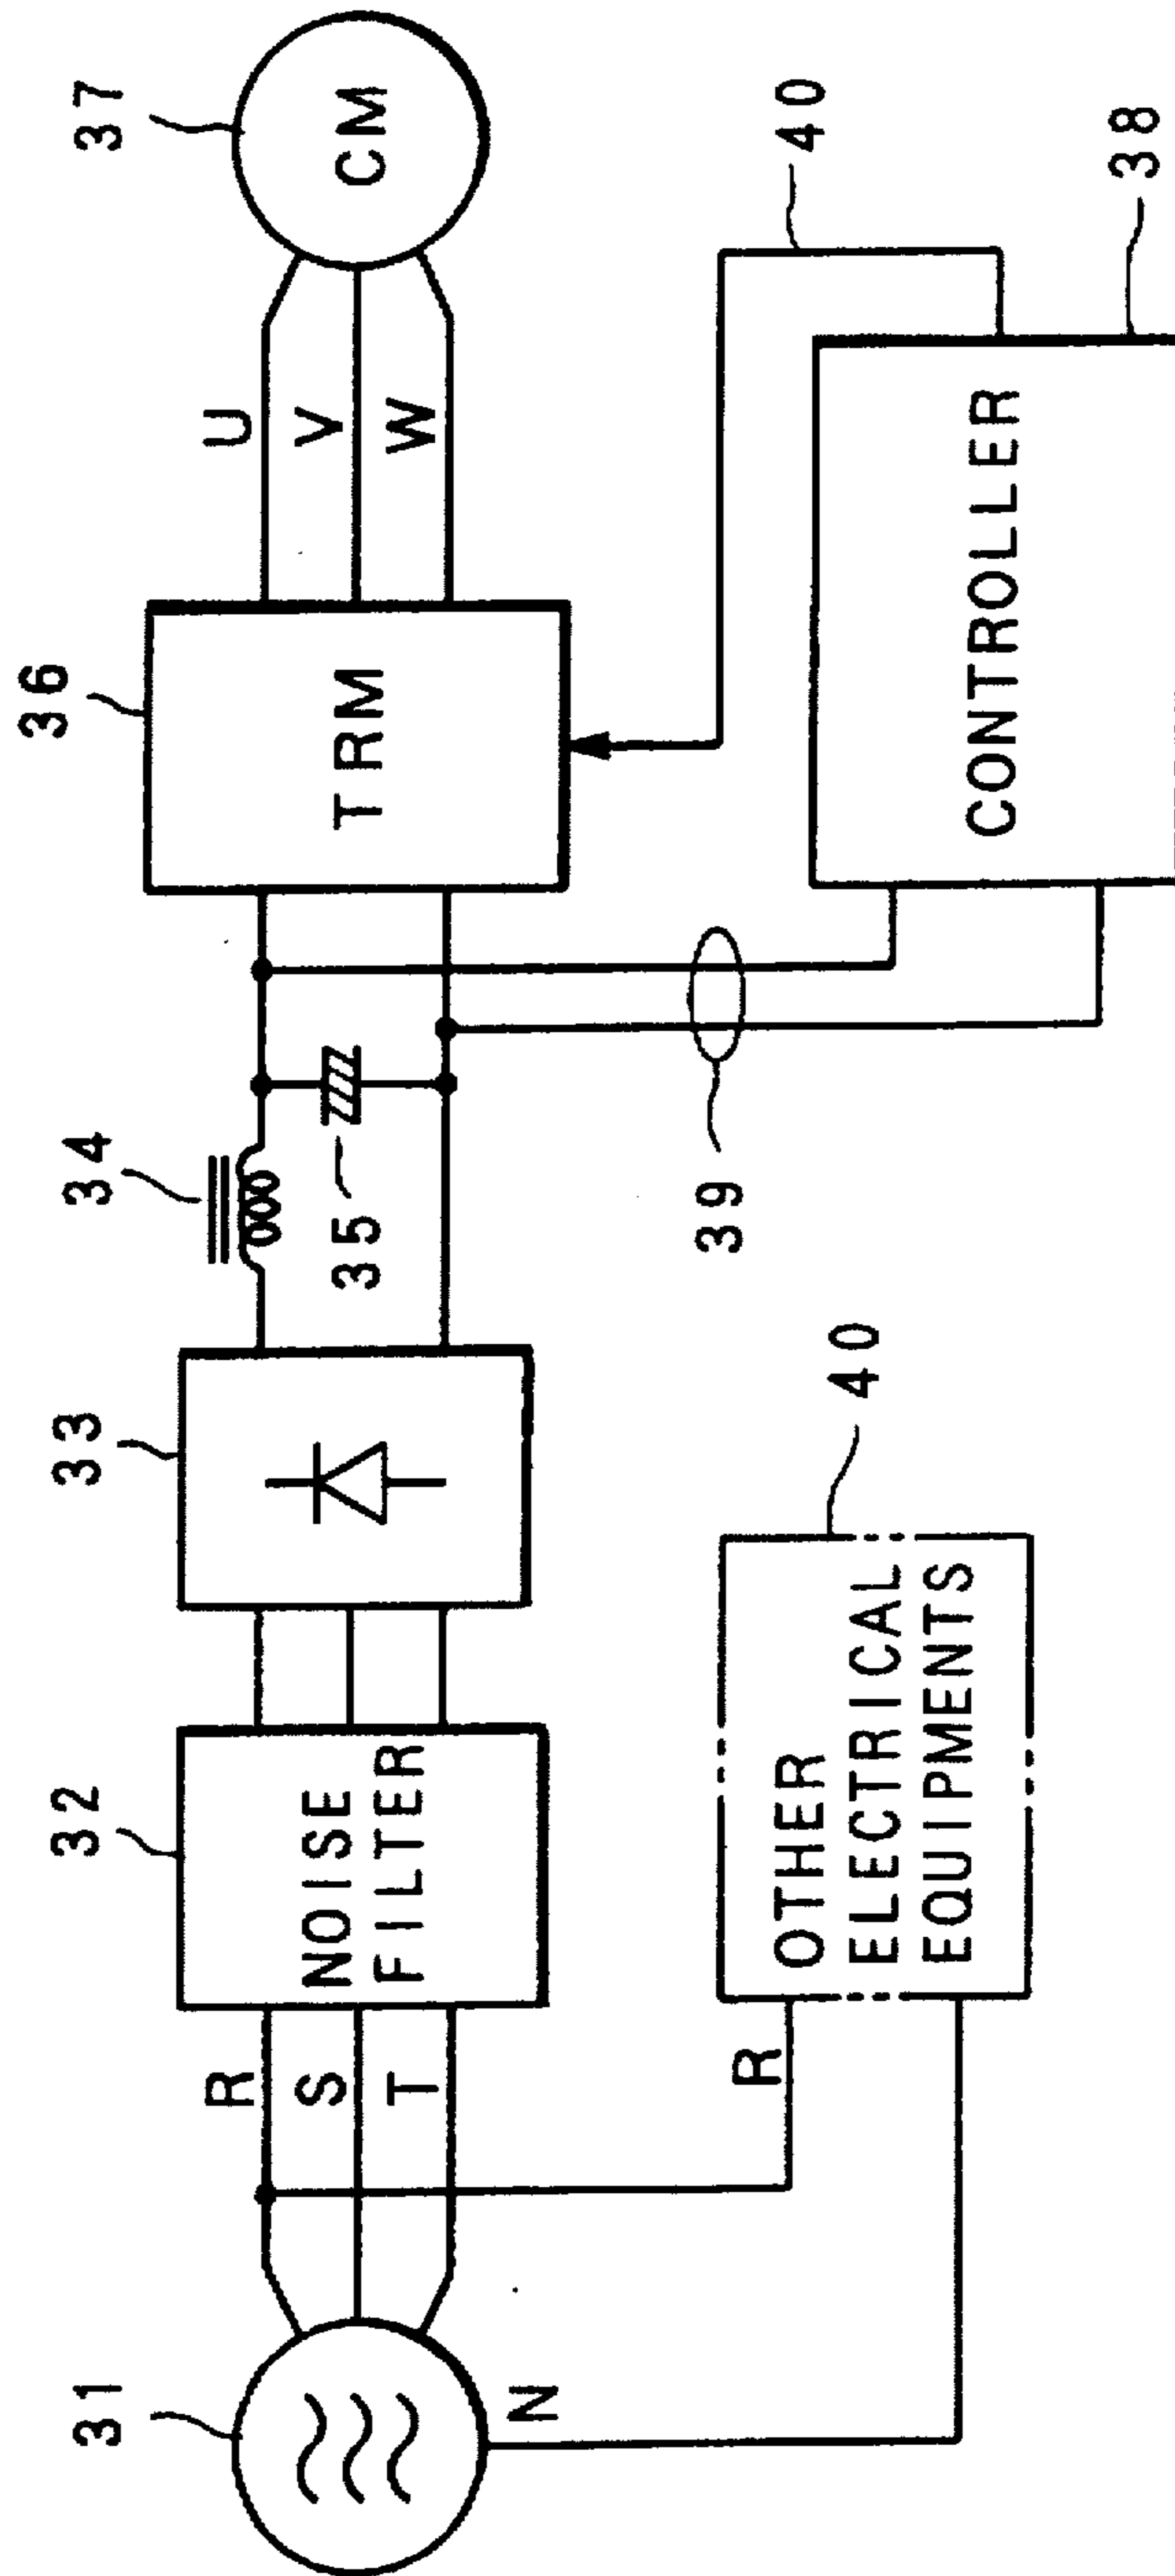 31
R
S
T
N
32
NOISE
FILTER
33
34
35
36
TRM
U
V
W
37
CM
R
OTHER
ELECTRICAL
EQUIPMENTS
40
39
CONTROLLER
38
40